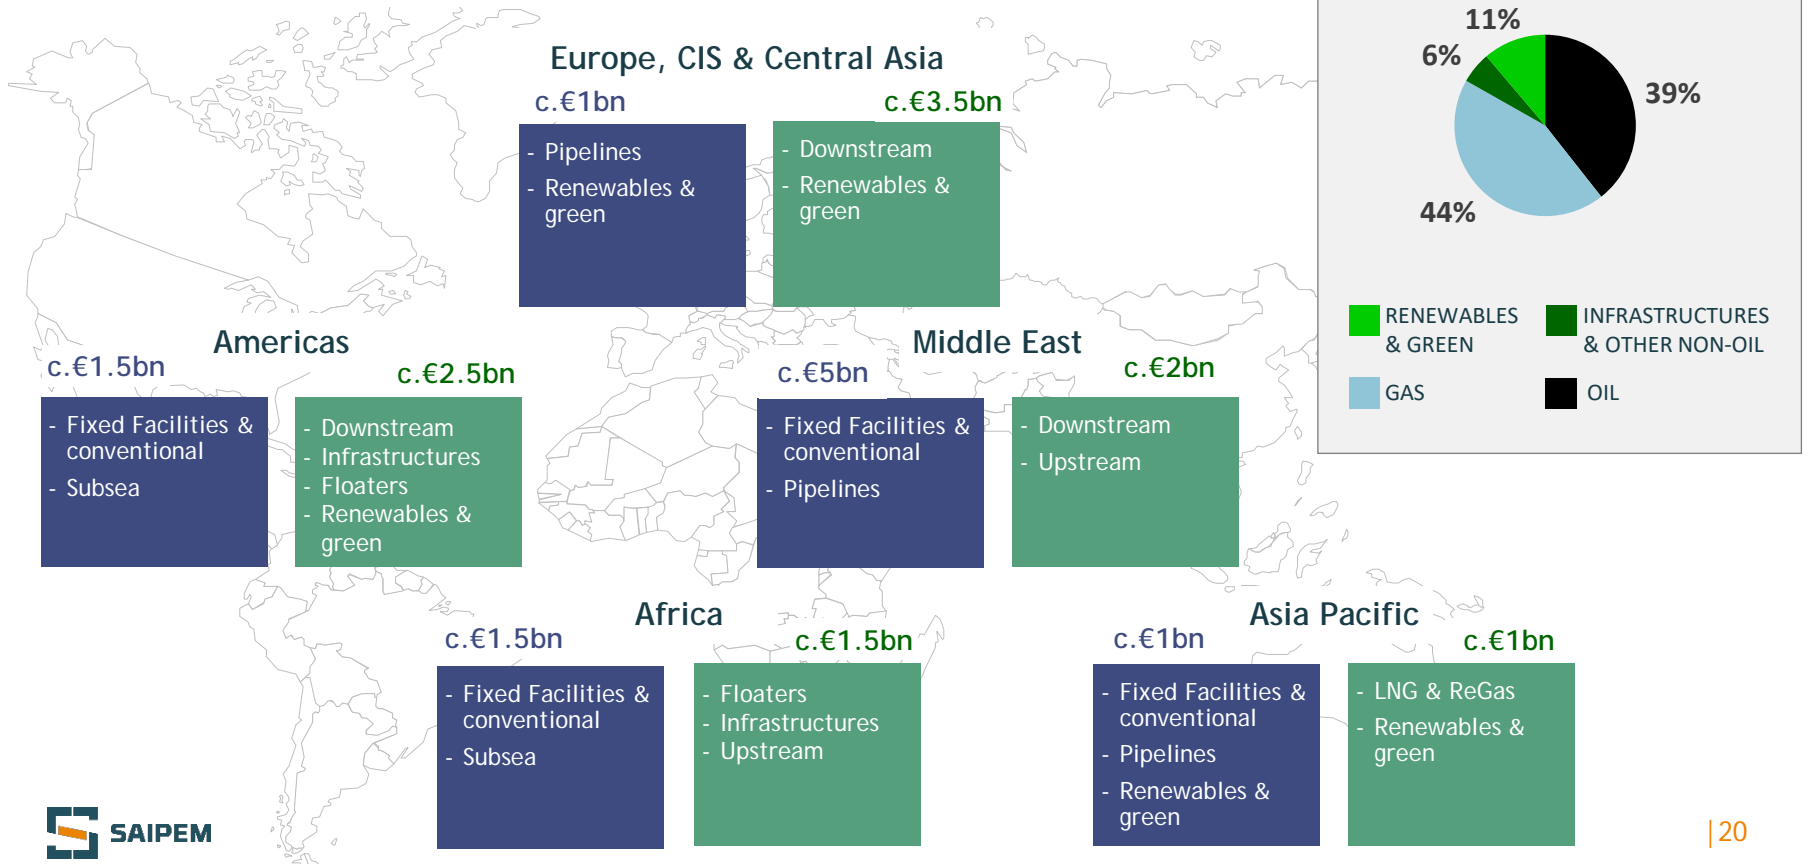 11%
6%
39%
44%
RENEWABLES
& GREEN
INFRASTRUCTURES
& OTHER NON-OIL
GAS
OIL
Europe, CIS & Central Asia
c.€1bn
- Pipelines
- Renewables &
green
c.€3.5bn
- Downstream
- Renewables &
green
Americas
c.€1.5bn
- Fixed Facilities &
conventional
- Subsea
c.€2.5bn
- Downstream
- Infrastructures
- Floaters
- Renewables &
green
Middle East
c.€5bn
- Fixed Facilities &
conventional
- Pipelines
c.€2bn
- Downstream
- Upstream
Africa
c.€1.5bn
- Fixed Facilities &
conventional
- Subsea
c.€1.5bn
- Floaters
- Infrastructures
- Upstream
Asia Pacific
c.€1bn
- Fixed Facilities &
conventional
- Pipelines
- Renewables &
green
c.€1bn
- LNG & ReGas
- Renewables &
green
SAIPEM
|20